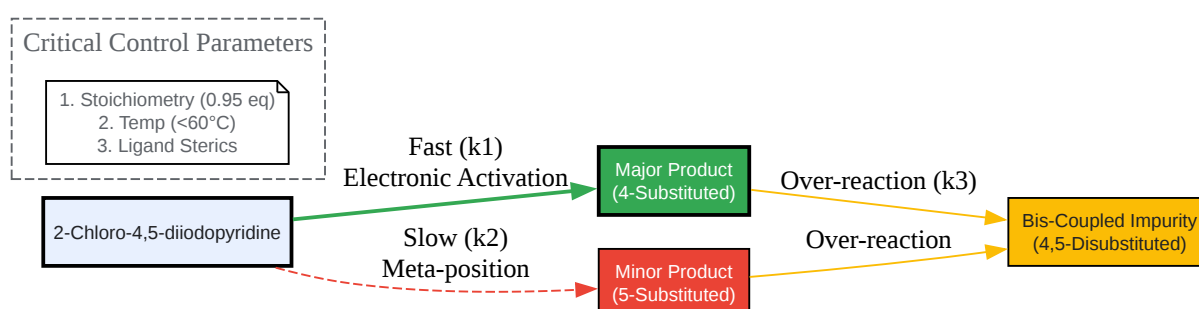 Critical Control Parameters
1. Stoichiometry (0.95 eq)
2. Temp (<60°C)
3. Ligand Sterics
2-Chloro-4,5-diiodopyridine
Fast (k1)
Electronic Activation
Slow (k2)
Meta-position
Major Product
(4-Substituted)
Minor Product
(5-Substituted)
Over-reaction (k3)
Over-reaction
Bis-Coupled Impurity
(4,5-Disubstituted)